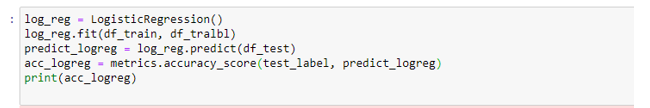 :
log_reg = LogisticRegression()
log_reg.fit(df_train, df_tralbl)
predict_logreg = log_reg.predict(df_test)
acc_logreg = metrics.accuracy_score(test_label, predict_logreg)
print(acc_logreg)